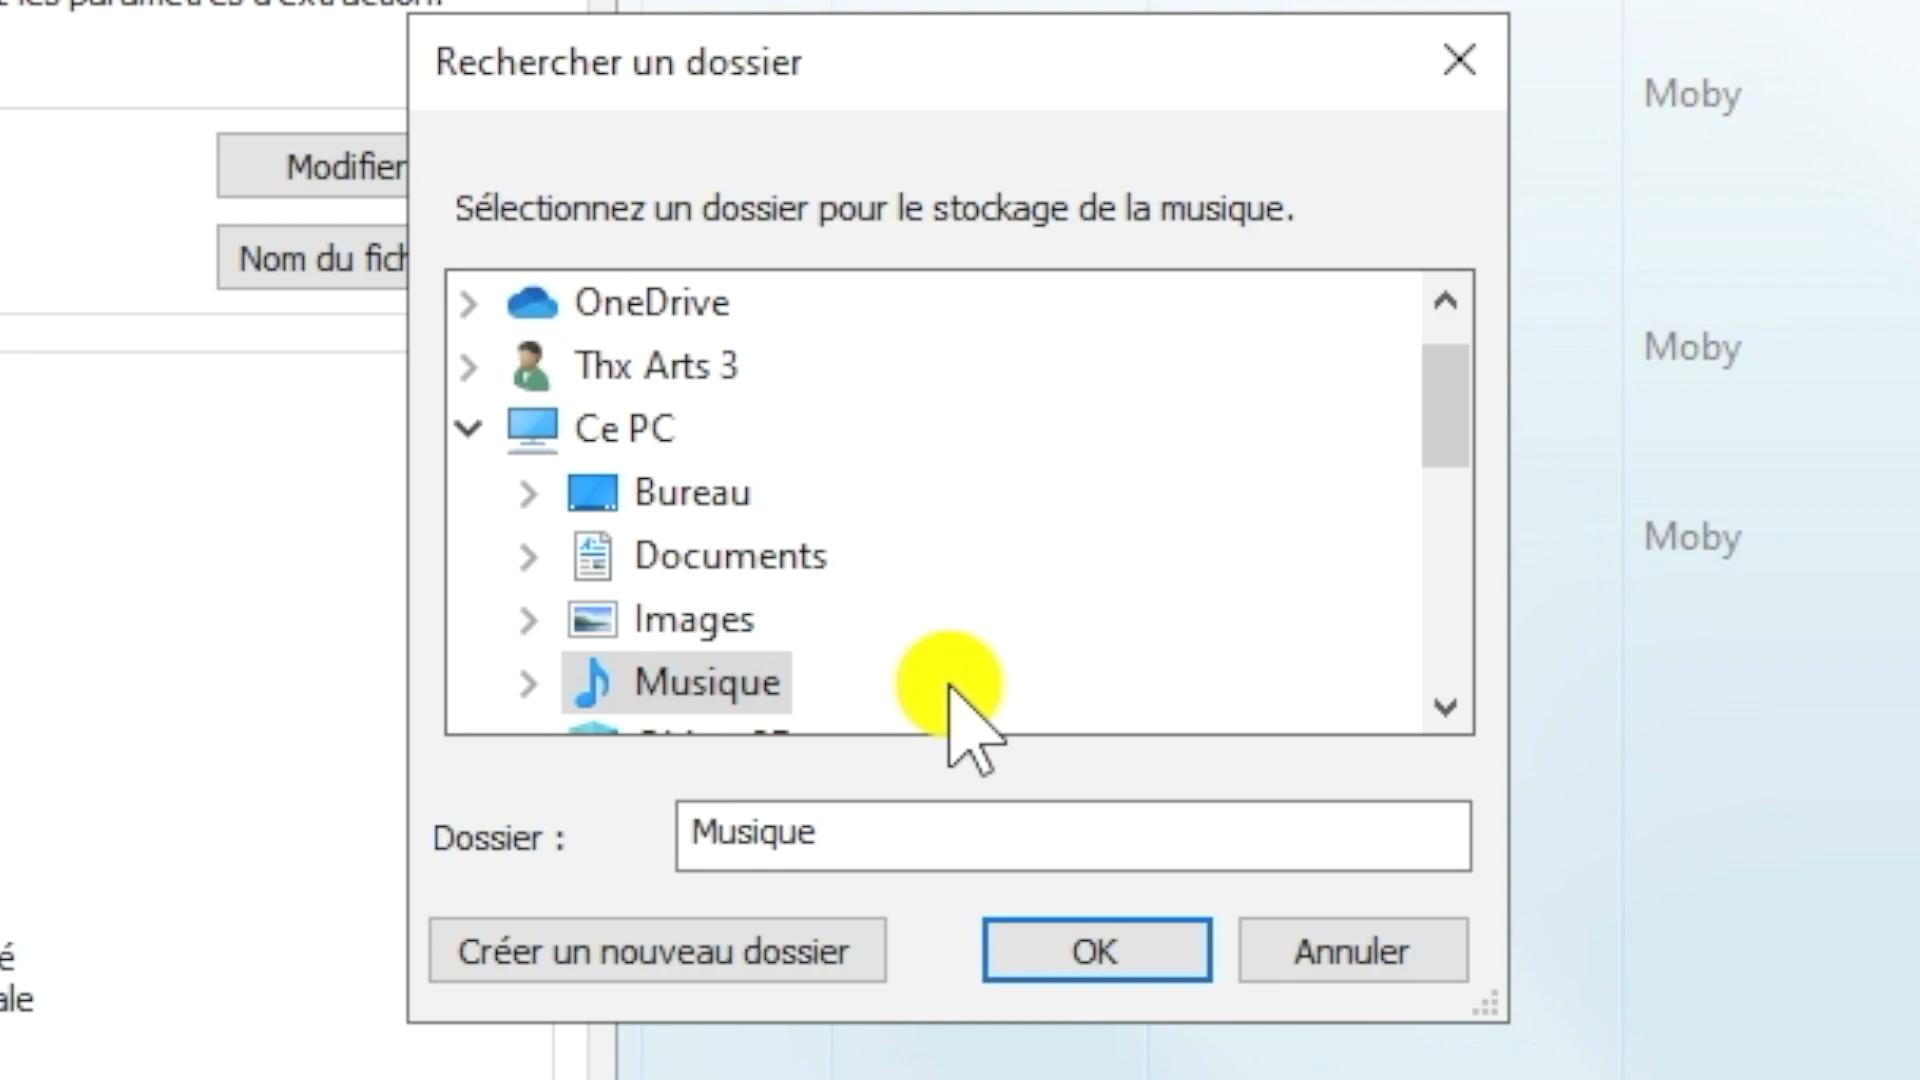 Rechercher un dossier
Moby
Modifier
Sélectionnez un dossier pour le stockage de la musique.
Nom du fich
OneDrive
Thx Arts 3
Moby
Ce PC
Bureau
Moby
Documents
Images
Musique
Dossier :
Musique
Créer un nouveau dossier
OK
Annuler
é
ale